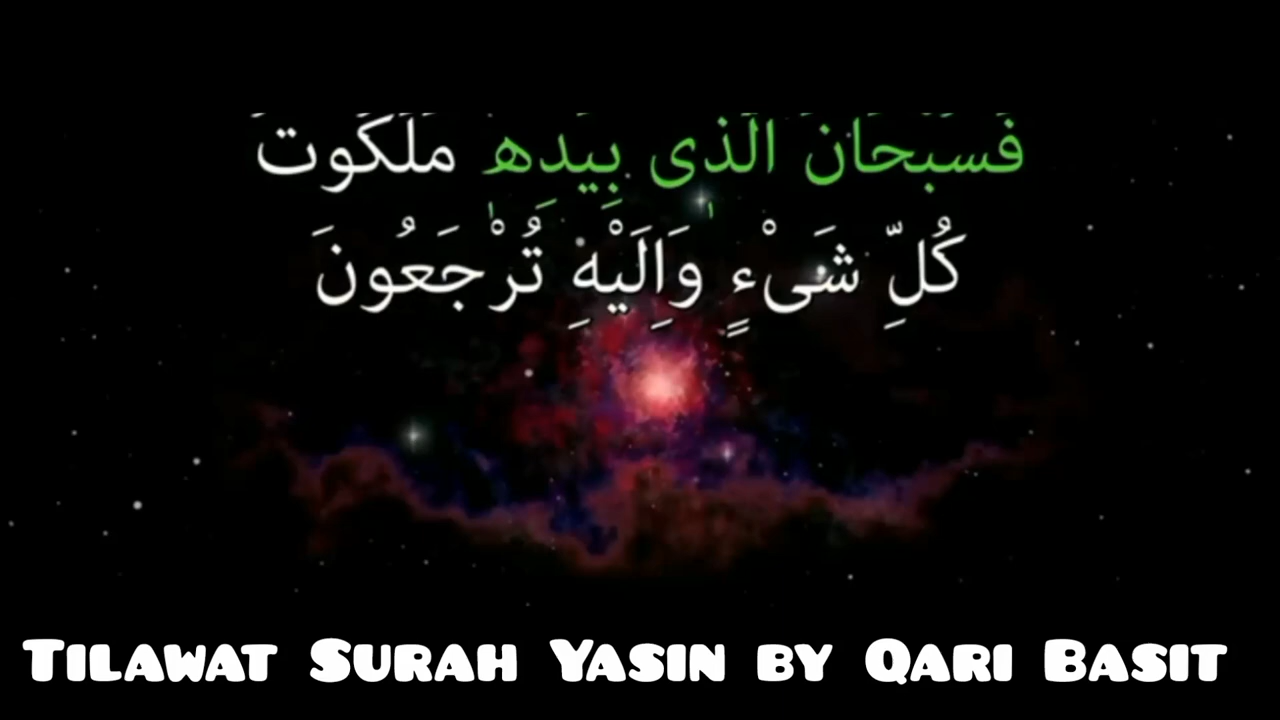 فَسُبْحَانَ الَّذِى بِيَدِهٖ مَلَكُوتُ
كُلِّ شَىْءٍ وَاِلَيْهِ تُرْجَعُونَ
TILAWAT SURAH YASIN BY QARI BASIT